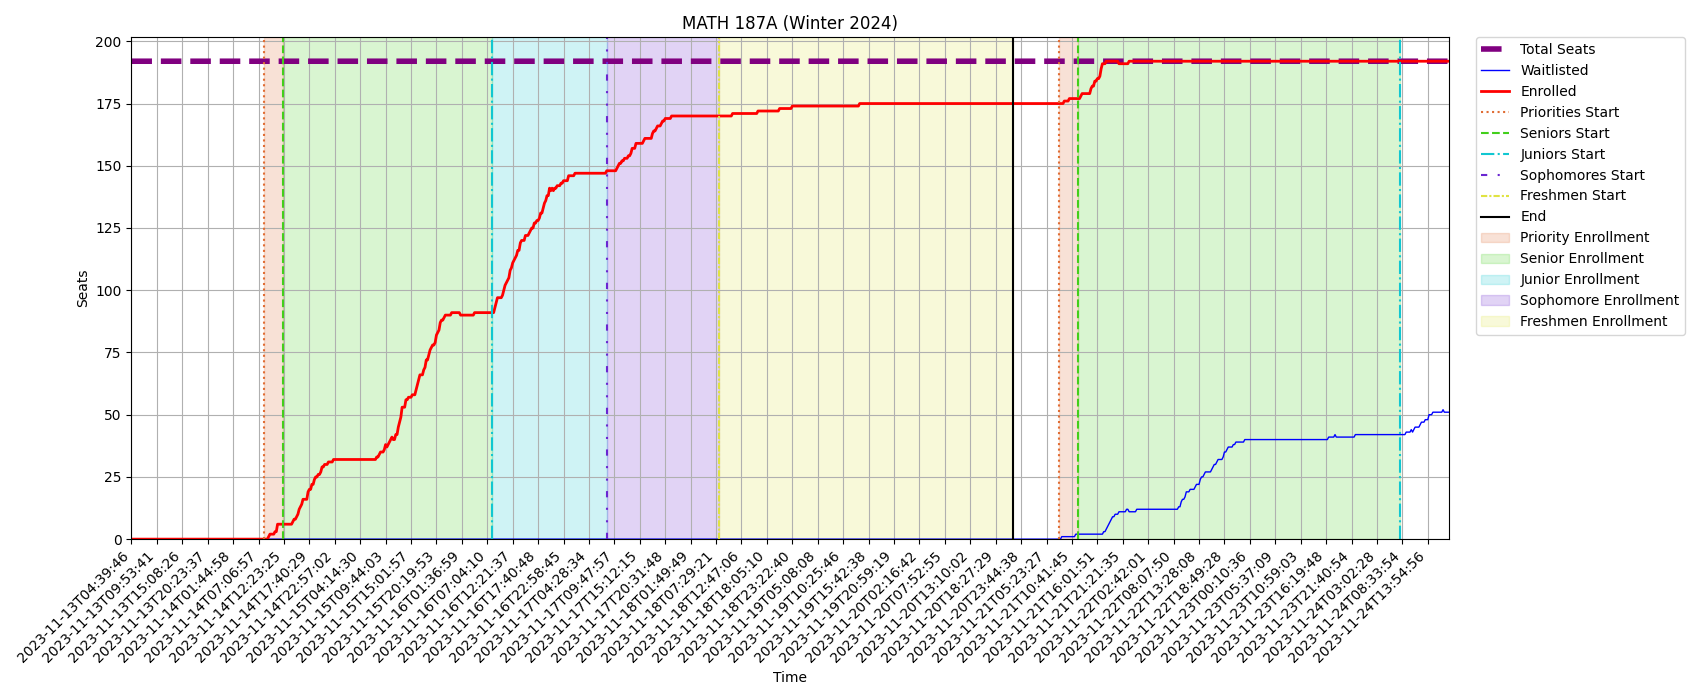 MATH 187A (Winter 2024)
200
175
150
125
100
75
50
25
0
Seats
2023-11-13T04:39:46
2023-11-13T09:53:41
2023-11-13T15:08:26
2023-11-13T20:23:37
2023-11-14T01:44:58
2023-11-14T07:06:57
2023-11-14T12:23:25
2023-11-14T17:40:29
2023-11-14T22:57:02
2023-11-15T04:14:30
2023-11-15T09:44:03
2023-11-15T15:01:57
2023-11-15T20:19:53
2023-11-16T01:36:59
2023-11-16T07:04:10
2023-11-16T12:21:37
2023-11-16T17:40:48
2023-11-16T22:58:45
2023-11-17T04:28:34
2023-11-17T09:47:57
2023-11-17T15:12:15
2023-11-17T20:31:48
2023-11-18T01:49:49
2023-11-18T07:29:21
2023-11-18T12:47:06
2023-11-18T18:05:10
2023-11-18T23:22:40
2023-11-19T05:08:08
2023-11-19T10:25:46
2023-11-19T15:42:38
2023-11-19T20:59:19
2023-11-20T02:16:42
2023-11-20T07:52:55
2023-11-20T13:10:02
2023-11-20T18:27:29
2023-11-20T23:44:38
2023-11-21T05:23:27
2023-11-21T10:41:45
2023-11-21T16:01:51
2023-11-21T21:21:35
2023-11-22T02:42:01
2023-11-22T08:07:50
2023-11-22T13:28:08
2023-11-22T18:49:28
2023-11-23T00:10:36
2023-11-23T05:37:09
2023-11-23T10:59:03
2023-11-23T16:19:48
2023-11-23T21:40:54
2023-11-24T03:02:28
2023-11-24T08:33:54
2023-11-24T13:54:56
Time
Total Seats
Waitlisted
Enrolled
Priorities Start
Seniors Start
Juniors Start
Sophomores Start
Freshmen Start
End
Priority Enrollment
Senior Enrollment
Junior Enrollment
Sophomore Enrollment
Freshmen Enrollment